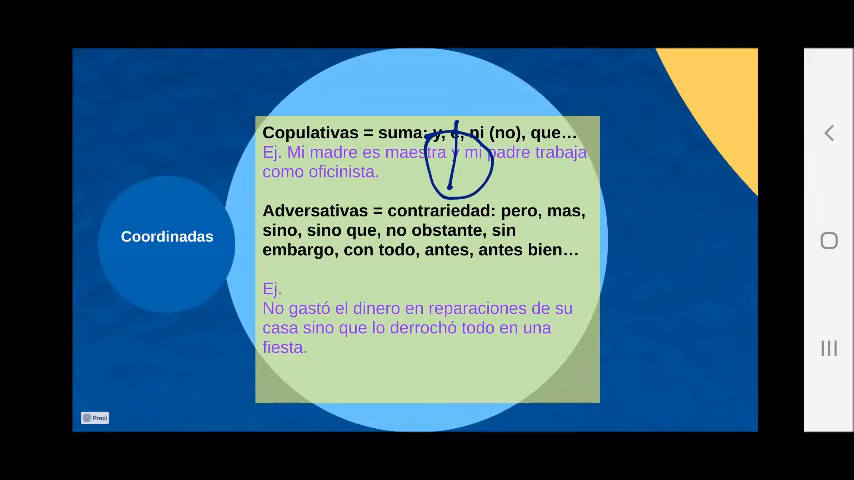 Coordinadas
Copulativas = suma: y, e, ni (no), que…
Ej. Mi madre es maestra y mi padre trabaja
como oficinista.
Adversativas = contrariedad: pero, mas,
sino, sino que, no obstante, sin
embargo, con todo, antes, antes bien…
Ej.
No gastó el dinero en reparaciones de su
casa sino que lo derrochó todo en una
fiesta.
Prezi